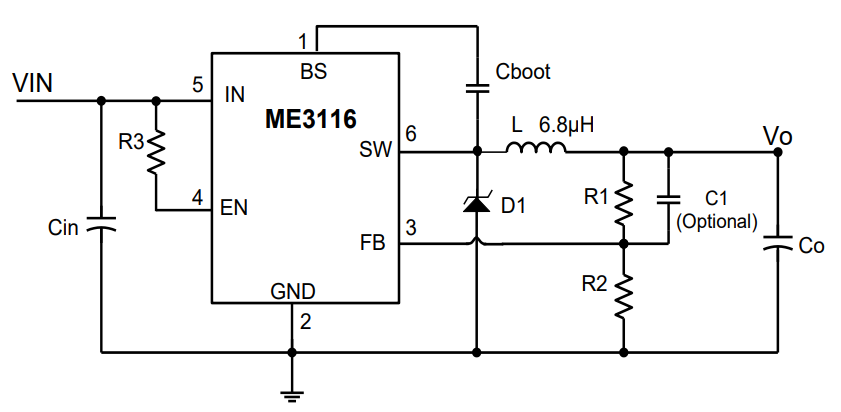 1
BS
Cboot
VIN
5
IN
ME3116
L 6.8µH
Vo
R3
SW
6
4
EN
R1
C1
(Optional)
D1
Cin
FB
3
Co
R2
GND
2